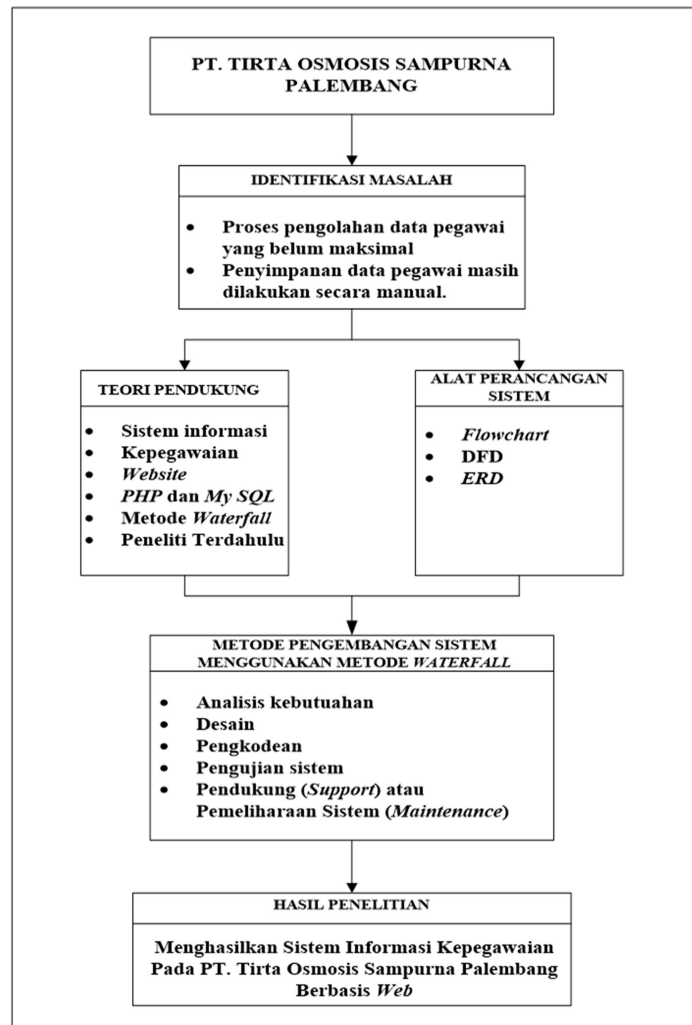 PT. TIRTA OSMOSIS SAMPURNA
PALEMBANG
IDENTIFIKASI MASALAH
• Proses pengolahan data pegawai
yang belum maksimal
• Penyimpanan data pegawai masih
dilakukan secara manual.
TEORI PENDUKUNG
• Sistem informasi
• Kepegawaian
• Website
• PHP dan My SQL
• Metode Waterfall
• Peneliti Terdahulu
ALAT PERANCANGAN
SISTEM
• Flowchart
• DFD
• ERD
METODE PENGEMBANGAN SISTEM
MENGGUNAKAN METODE WATERFALL
• Analisis kebutuahan
• Desain
• Pengkodean
• Pengujian sistem
• Pendukung (Support) atau
Pemeliharaan Sistem (Maintenance)
HASIL PENELITIAN
Menghasilkan Sistem Informasi Kepegawaian
Pada PT. Tirta Osmosis Sampurna Palembang
Berbasis Web